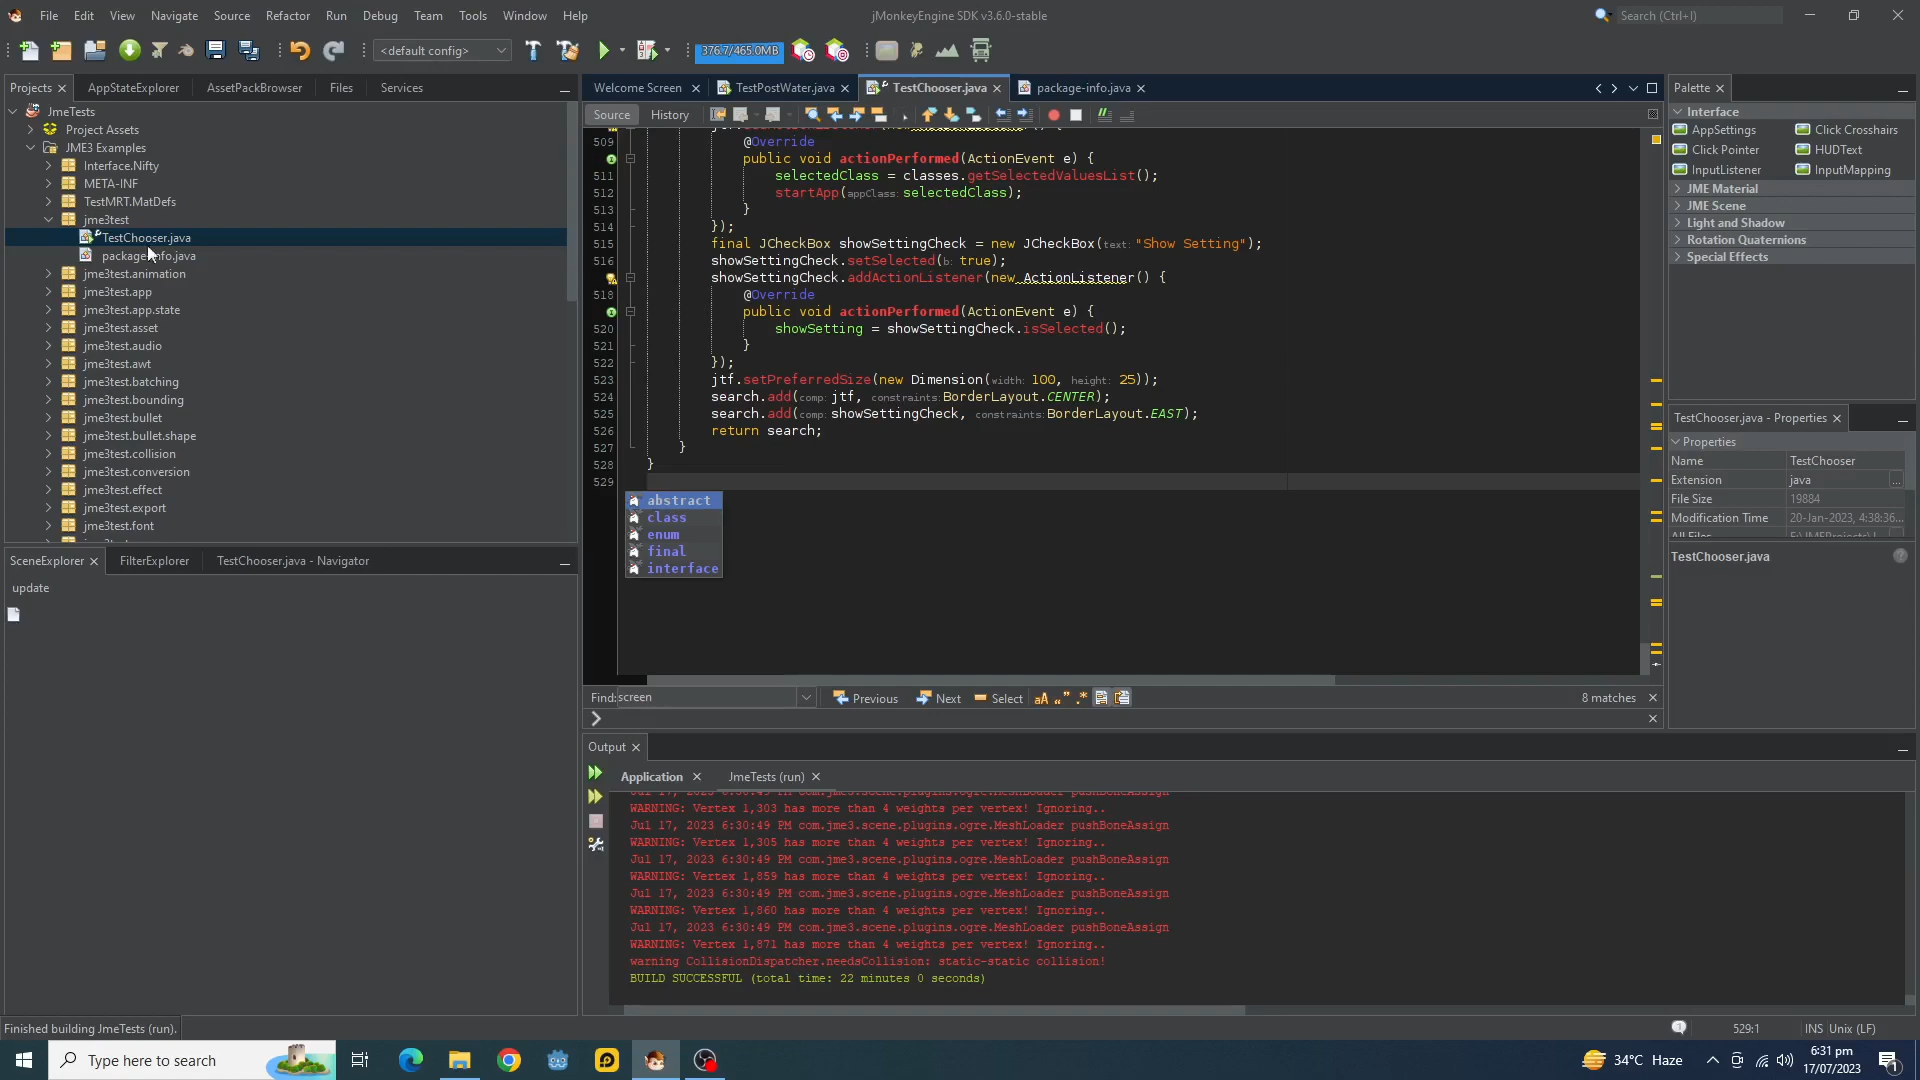 File Edit View Navigate Source Refactor Run Debug Team Tools Window Help
jMonkeyEngine SDK v3.6.0-stable
Search (Ctrl+I)
<default config>
376.7/465.0MB
Projects AppStateExplorer AssetPackBrowser Files Services
JmeTests
Project Assets
JME3 Examples
Interface.Nifty
META-INF
TestMRT.MatDefs
jme3test
TestChooser.java
package-info.java
jme3test.animation
jme3test.app
jme3test.app.state
jme3test.asset
jme3test.audio
jme3test.awt
jme3test.batching
jme3test.bounding
jme3test.bullet
jme3test.bullet.shape
jme3test.collision
jme3test.conversion
jme3test.effect
jme3test.export
jme3test.font
SceneExplorer FilterExplorer TestChooser.java - Navigator
update
Welcome Screen TestPostWater.java TestChooser.java package-info.java
Source History
509 @Override
public void actionPerformed(ActionEvent e) {
511 selectedClass = classes.getSelectedValuesList();
512 startApp(appClass: selectedClass);
513 }
514 });
515 final JCheckBox showSettingCheck = new JCheckBox(text: "Show Setting");
516 showSettingCheck.setSelected(b: true);
showSettingCheck.addActionListener(new ActionListener() {
518 @Override
public void actionPerformed(ActionEvent e) {
520 showSetting = showSettingCheck.isSelected();
521 }
522 });
523 jtf.setPreferredSize(new Dimension(width: 100, height: 25));
524 search.add(comp: jtf, constraints: BorderLayout.CENTER);
525 search.add(comp: showSettingCheck, constraints: BorderLayout.EAST);
526 return search;
527 }
528 }
529
abstract
class
enum
final
interface
Find: screen Previous Next Select 8 matches
Output
Application JmeTests (run)
WARNING: Vertex 1,303 has more than 4 weights per vertex! Ignoring..
Jul 17, 2023 6:30:49 PM com.jme3.scene.plugins.ogre.MeshLoader pushBoneAssign
WARNING: Vertex 1,305 has more than 4 weights per vertex! Ignoring..
Jul 17, 2023 6:30:49 PM com.jme3.scene.plugins.ogre.MeshLoader pushBoneAssign
WARNING: Vertex 1,859 has more than 4 weights per vertex! Ignoring..
Jul 17, 2023 6:30:49 PM com.jme3.scene.plugins.ogre.MeshLoader pushBoneAssign
WARNING: Vertex 1,860 has more than 4 weights per vertex! Ignoring..
Jul 17, 2023 6:30:49 PM com.jme3.scene.plugins.ogre.MeshLoader pushBoneAssign
WARNING: Vertex 1,871 has more than 4 weights per vertex! Ignoring..
warning CollisionDispatcher.needsCollision: static-static collision!
BUILD SUCCESSFUL (total time: 22 minutes 0 seconds)
Palette
Interface
AppSettings Click Crosshairs
Click Pointer HUDText
InputListener InputMapping
JME Material
JME Scene
Light and Shadow
Rotation Quaternions
Special Effects
TestChooser.java - Properties
Properties
Name TestChooser
Extension java ...
File Size 19884
Modification Time 20-Jan-2023, 4:38:36...
TestChooser.java
Finished building JmeTests (run).
1 529:1 INS Unix (LF)
Type here to search
34°C Haze
6:31 pm
17/07/2023
1